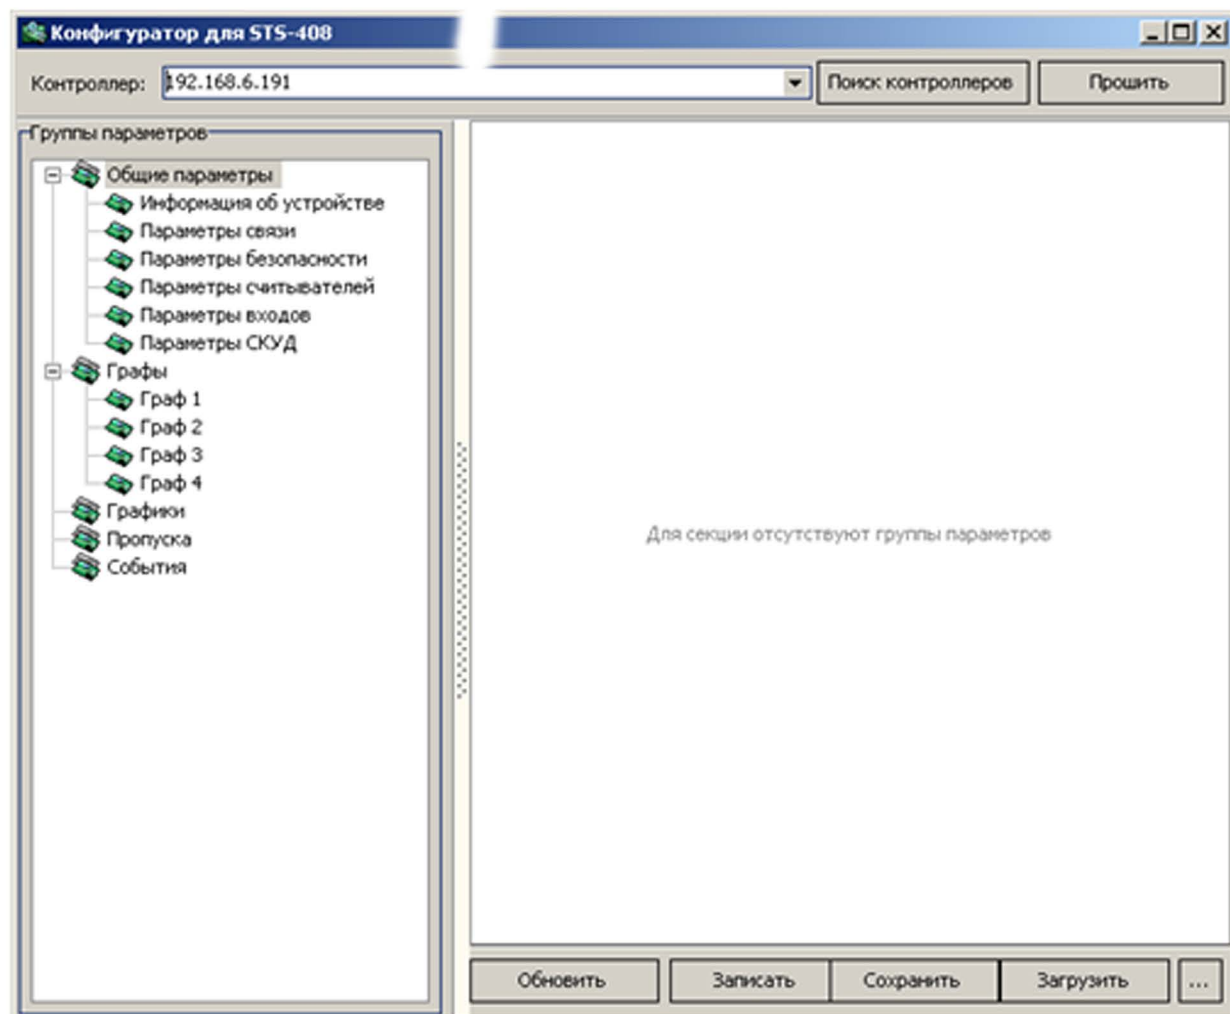 Конфигуратор для STS-408
Контроллер: 192.168.6.191 Поиск контроллеров Прошить
Группы параметров
Общие параметры
Информация об устройстве
Параметры связи
Параметры безопасности
Параметры считывателей
Параметры входов
Параметры СКУД
Графы
Граф 1
Граф 2
Граф 3
Граф 4
Графики
Пропуска
События
Для секции отсутствуют группы параметров
Обновить Записать Сохранить Загрузить ...